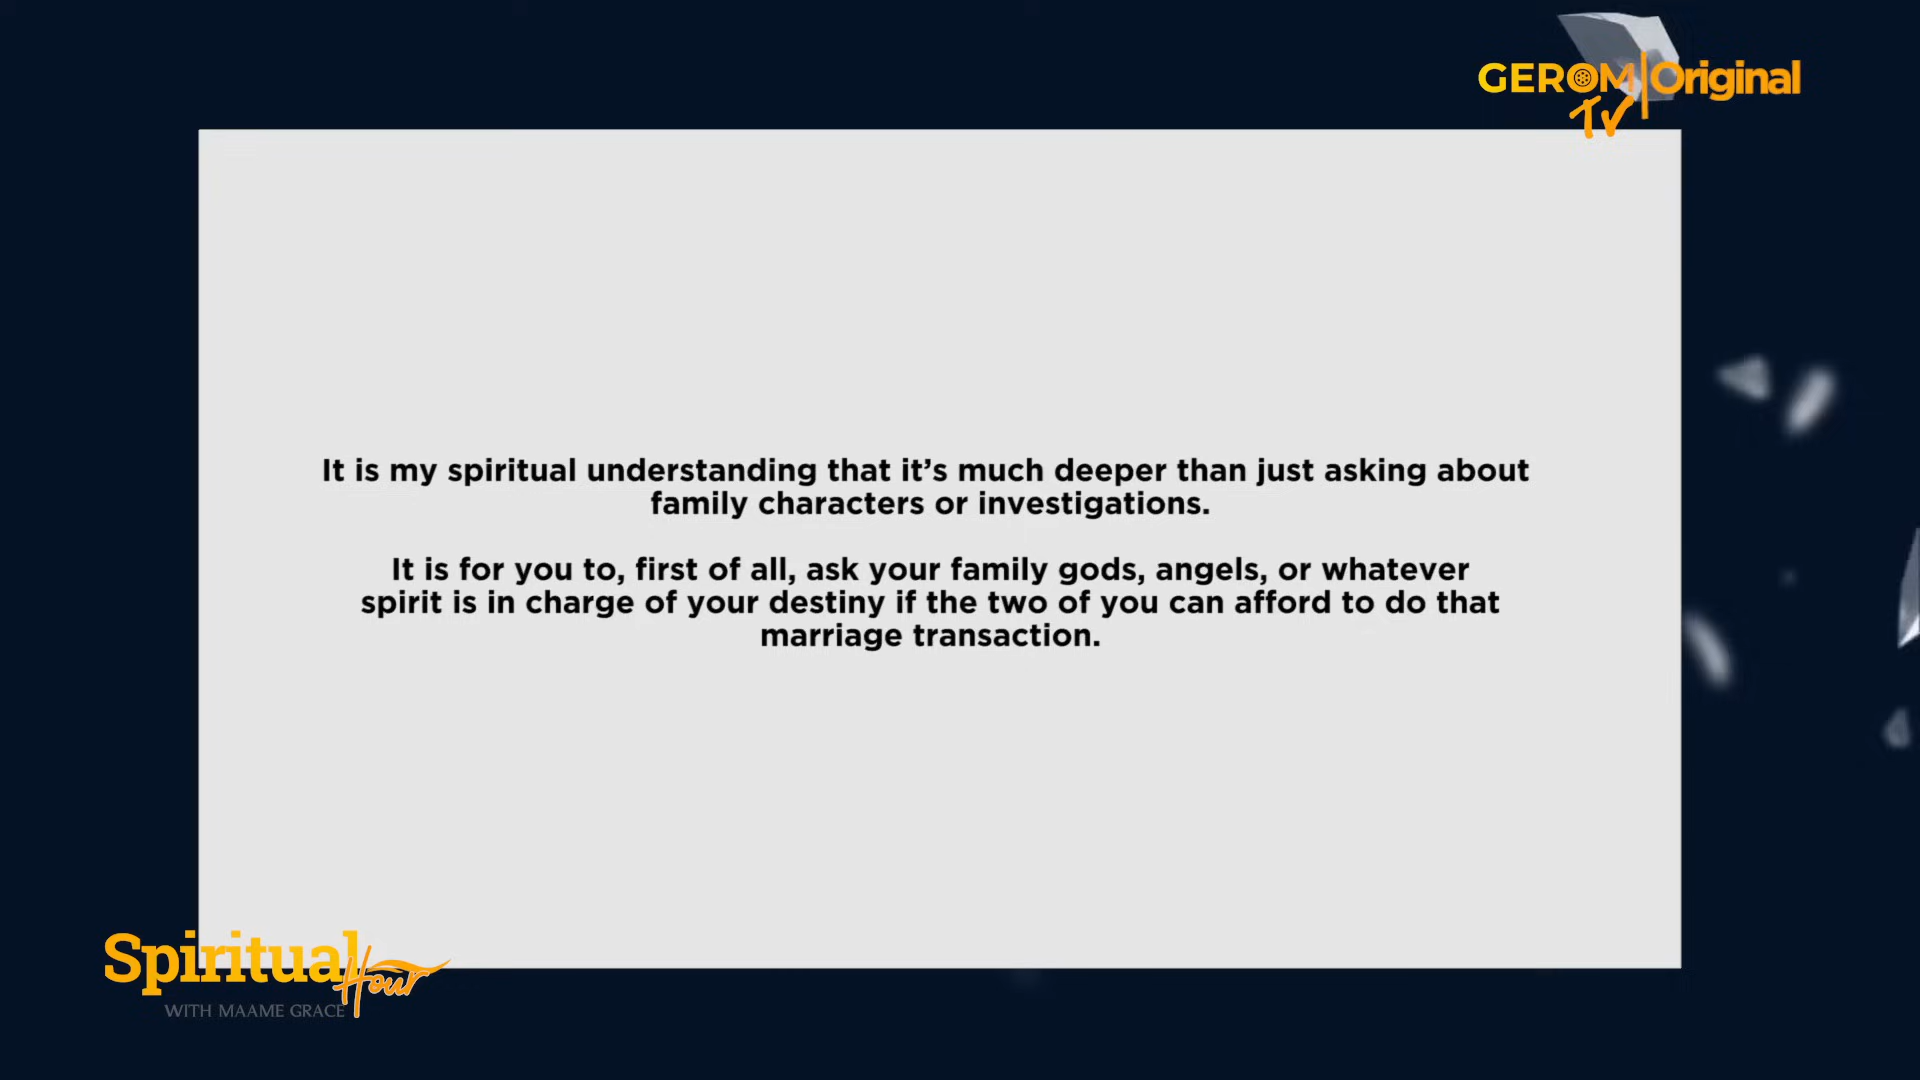 GEROM|Original
TV
It is my spiritual understanding that it’s much deeper than just asking about
family characters or investigations.
It is for you to, first of all, ask your family gods, angels, or whatever
spirit is in charge of your destiny if the two of you can afford to do that
marriage transaction.
Spiritual
Hour
WITH MAAME GRACE